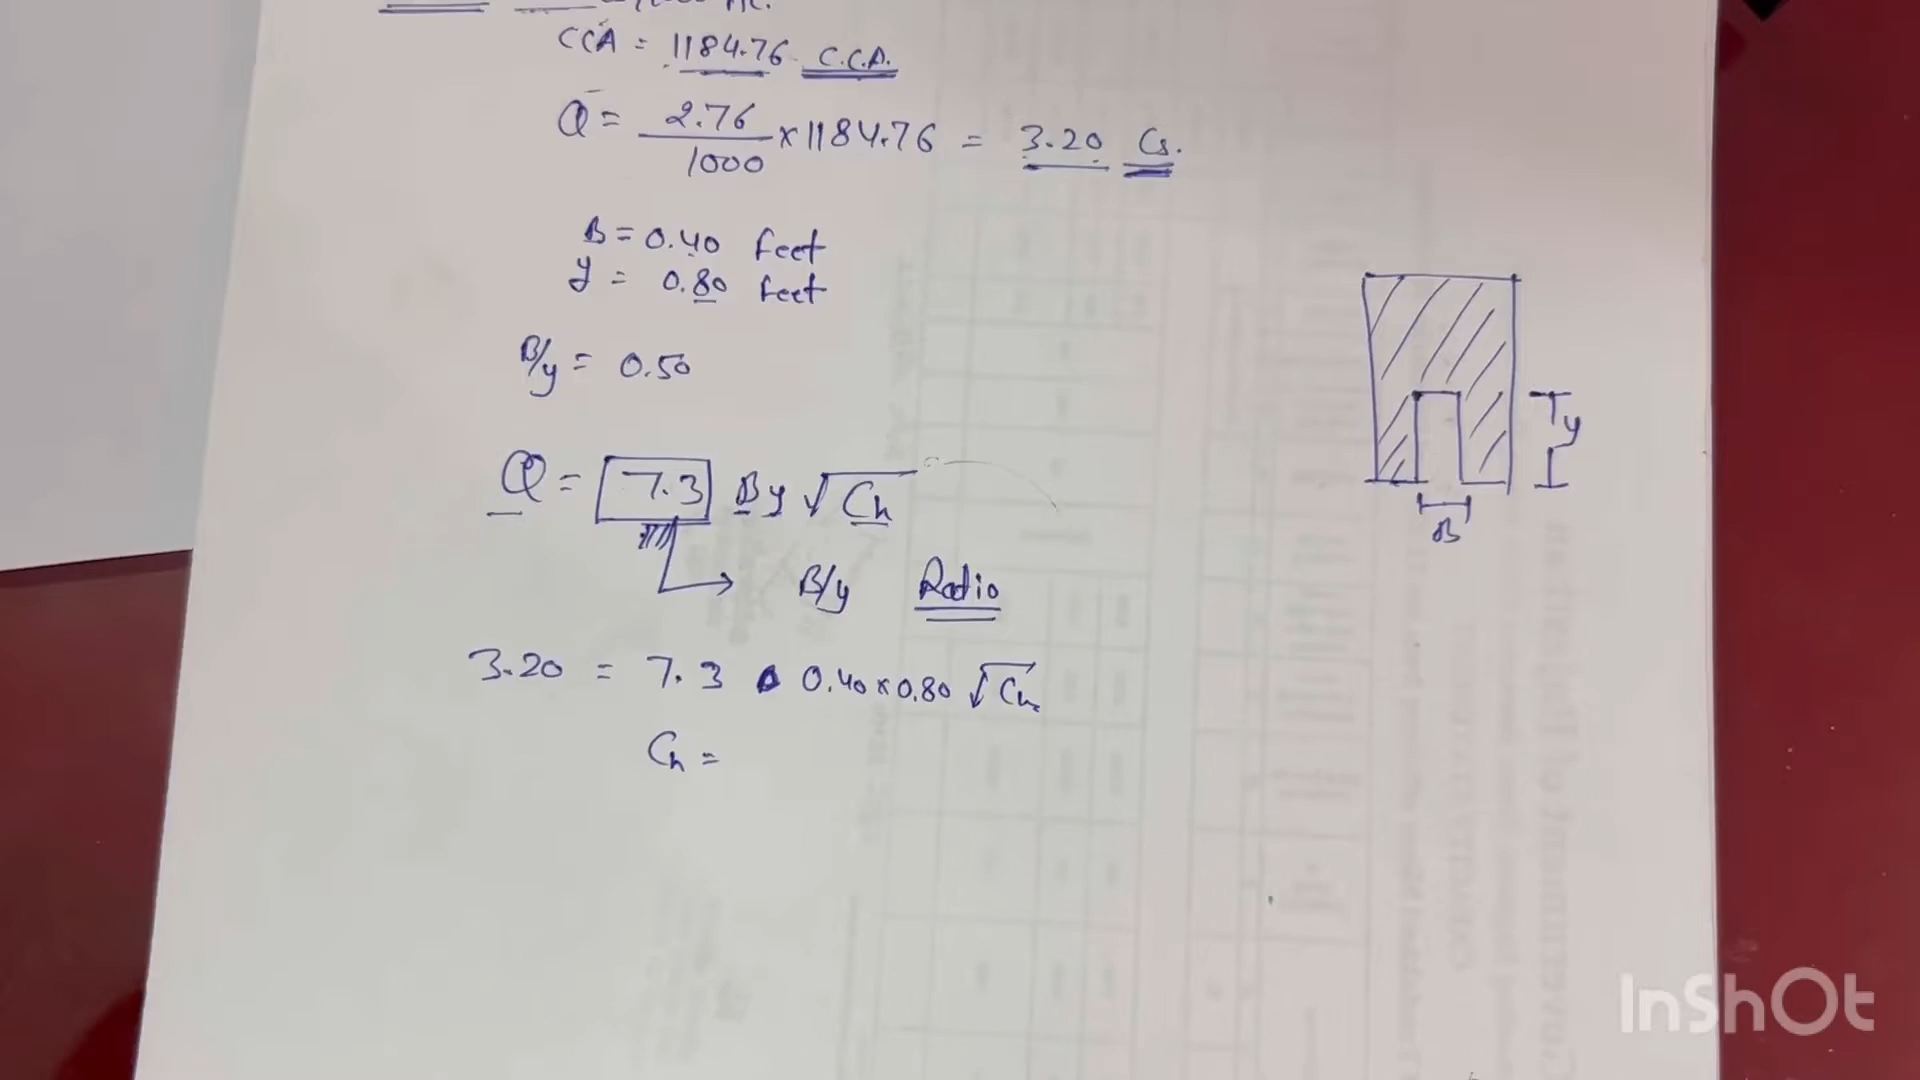 CCA = 1184.76 C.C.A.
Q = 2.76/1000 x 1184.76 = 3.20 Cs.
B = 0.40 feet
y = 0.80 feet
B/y = 0.50
Q = 7.3 By √Ch
B/y Radio
3.20 = 7.3 0.40 x 0.80 √Ch
Ch =
y
B
InShOt